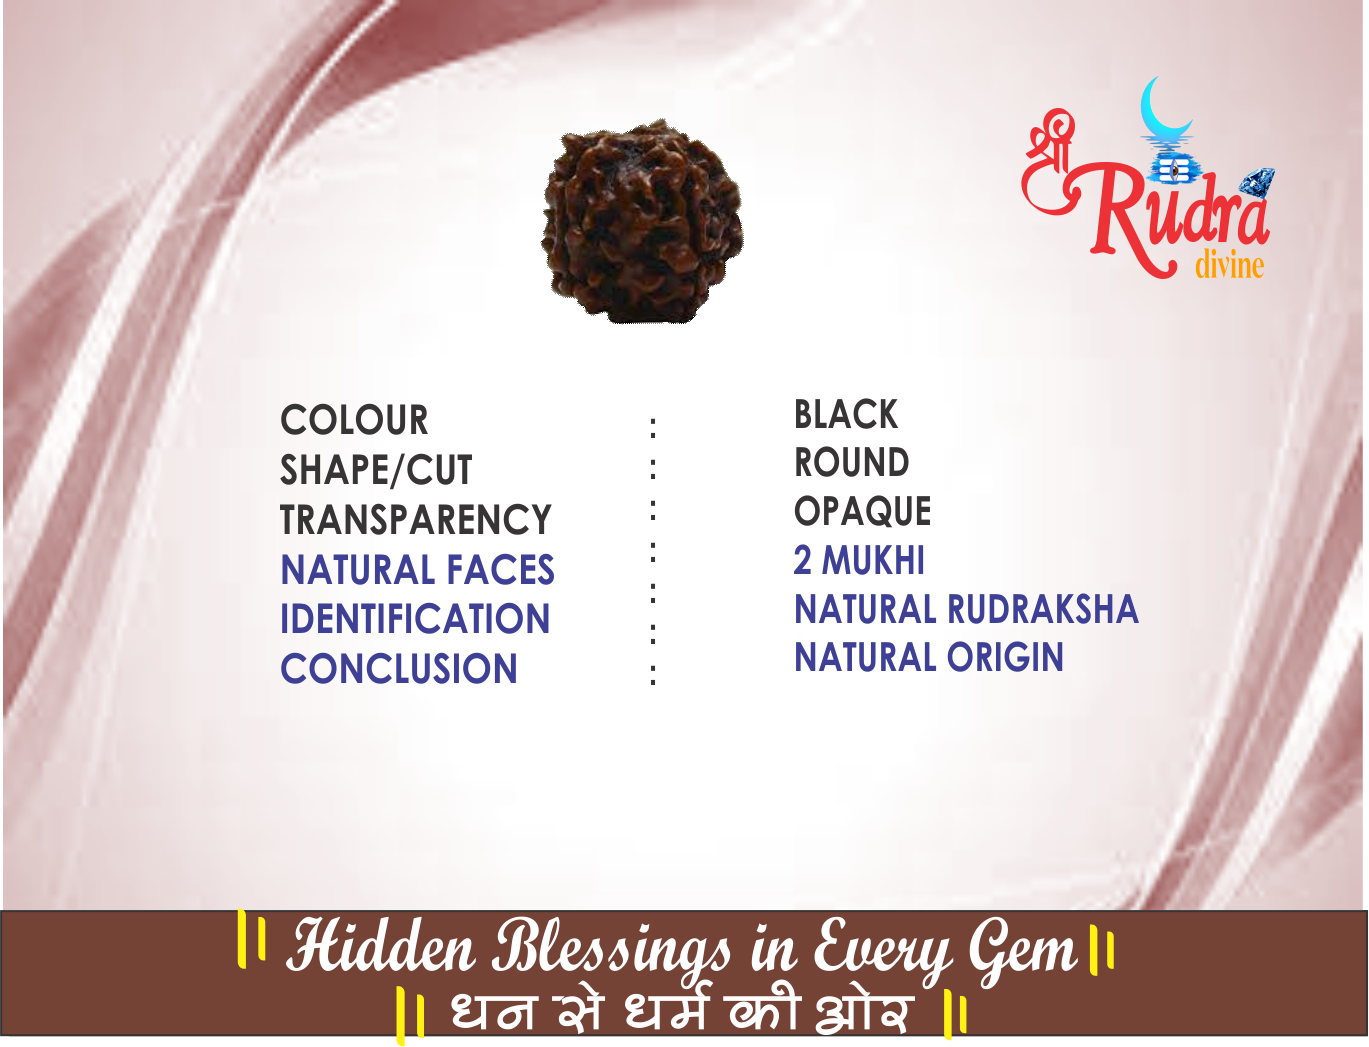 श्री
Rudra
divine
COLOUR : BLACK
SHAPE/CUT : ROUND
TRANSPARENCY : OPAQUE
NATURAL FACES : 2 MUKHI
IDENTIFICATION : NATURAL RUDRAKSHA
CONCLUSION : NATURAL ORIGIN
:
॥ Hidden Blessings in Every Gem ॥
॥ धन से धर्म की ओर ॥